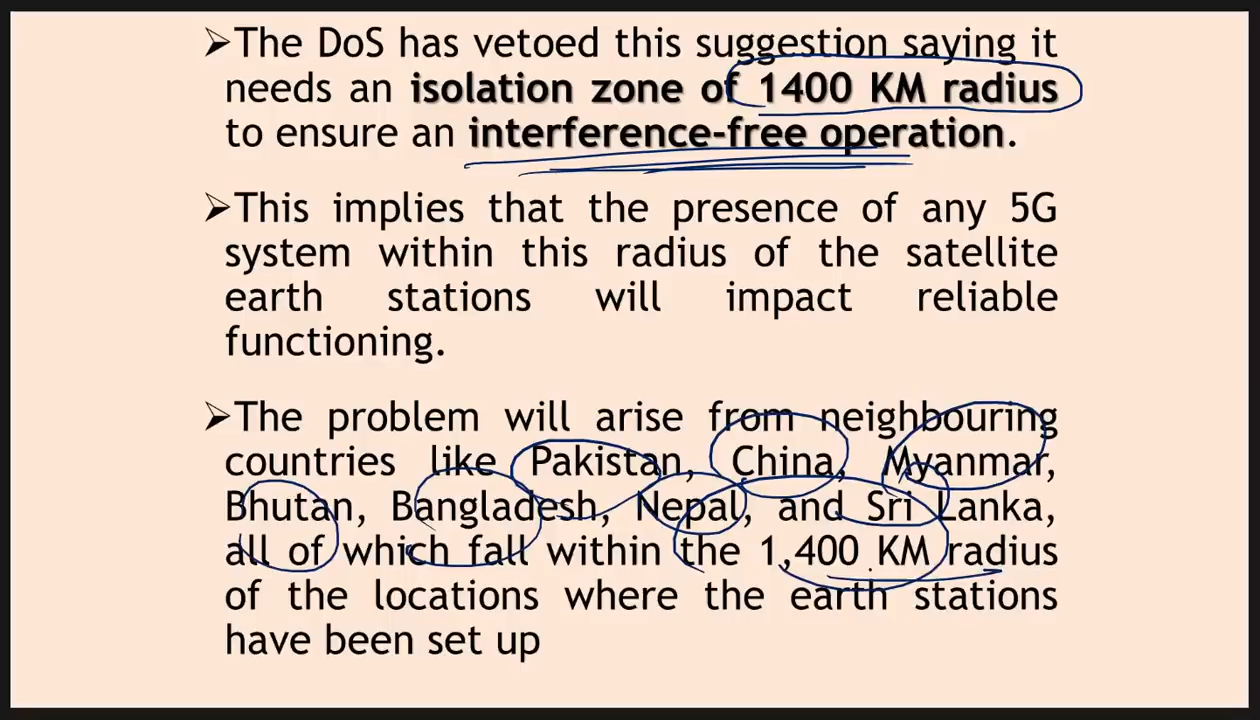 ➢The DoS has vetoed this suggestion saying it
needs an isolation zone of 1400 KM radius
to ensure an interference-free operation.
➢This implies that the presence of any 5G
system within this radius of the satellite
earth stations will impact reliable
functioning.
➢The problem will arise from neighbouring
countries like Pakistan, China, Myanmar,
Bhutan, Bangladesh, Nepal, and Sri Lanka,
all of which fall within the 1,400 KM radius
of the locations where the earth stations
have been set up